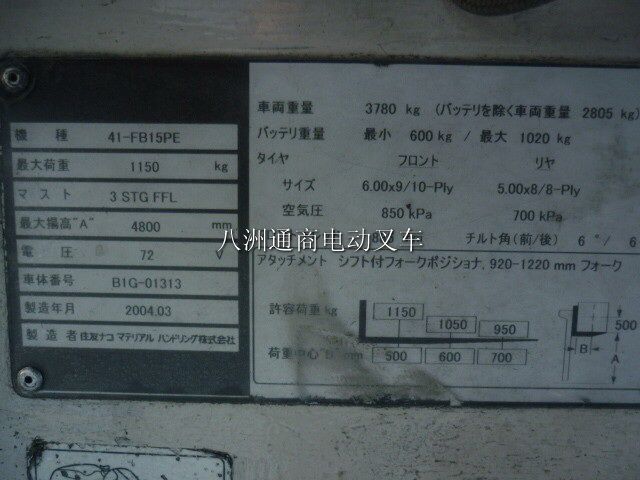 機 種 41-FB15PE
最大荷重 1150 kg
マスト 3 STG FFL
最大揚高"A" 4800 mm
電 圧 72 V
車体番号 B1G-01313
製造年月 2004.03
製造者 住友ナコ マテリアル ハンドリング株式会社
車両重量 3780 kg (バッテリを除く車両重量 2805 kg)
バッテリ重量 最小 600 kg / 最大 1020 kg
タイヤ フロント リヤ
サイズ 6.00x9/10-Ply 5.00x8/8-Ply
空気圧 850 kPa 700 kPa
チルト角(前/後) 6°/ 6
八洲通商电动叉车
アタッチメント シフト付フォークポジショナ, 920-1220 mm フォーク
許容荷重 kg 1150 1050 950
荷重中心"B" mm 500 600 700
500
B
A